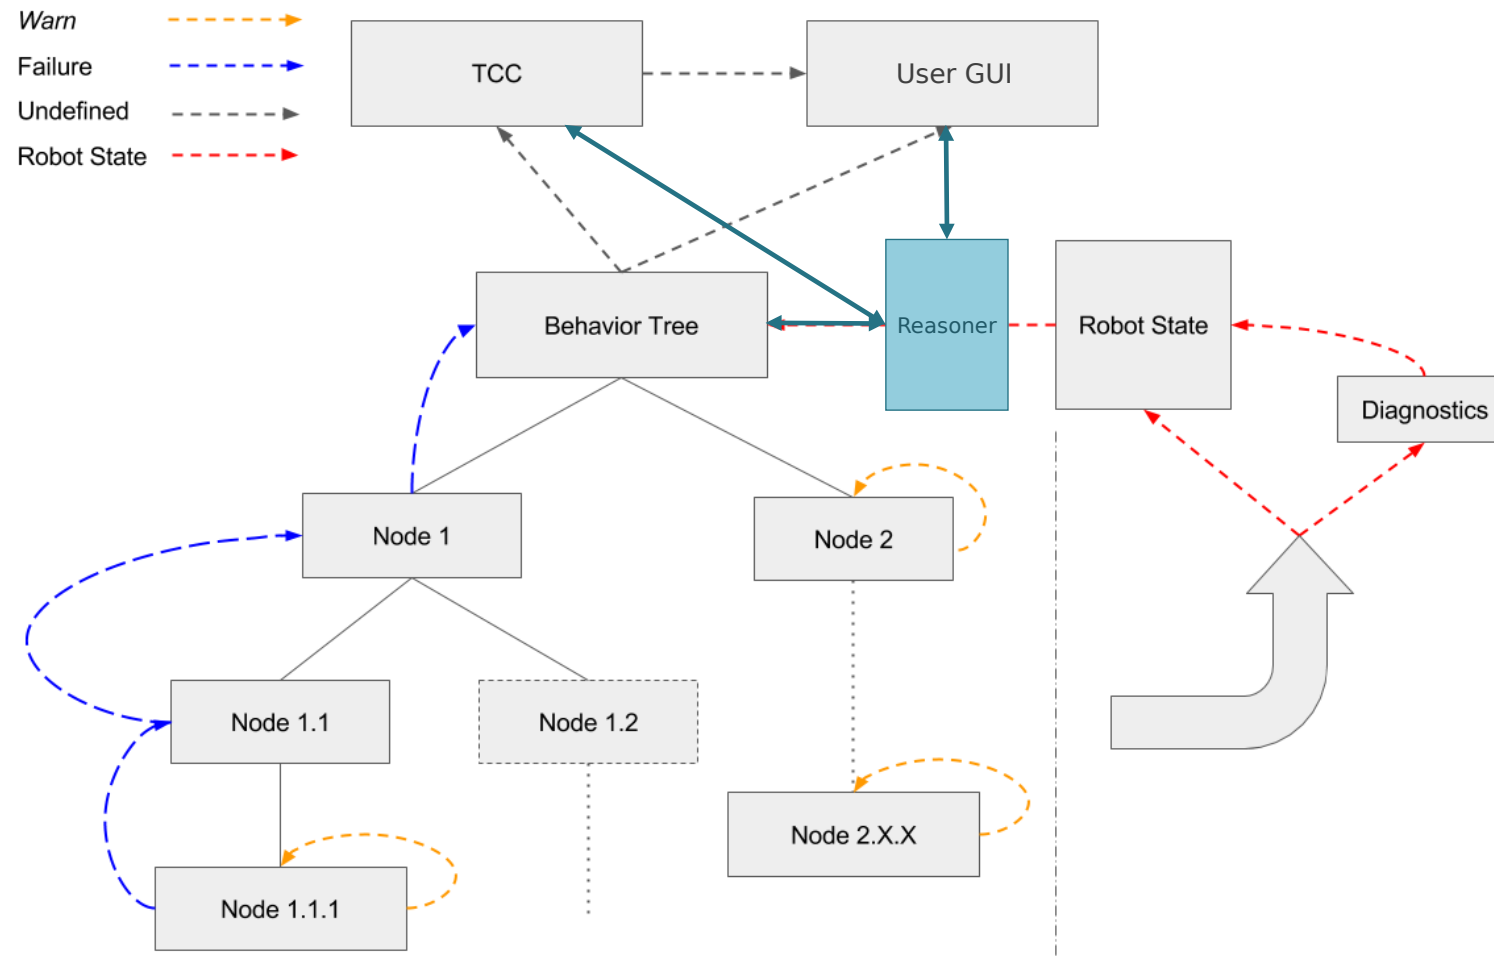 Warn
Failure
Undefined
Robot State
TCC
User GUI
Behavior Tree
Reasoner
Robot State
Diagnostics
Node 1
Node 2
Node 1.1
Node 1.2
Node 2.X.X
Node 1.1.1